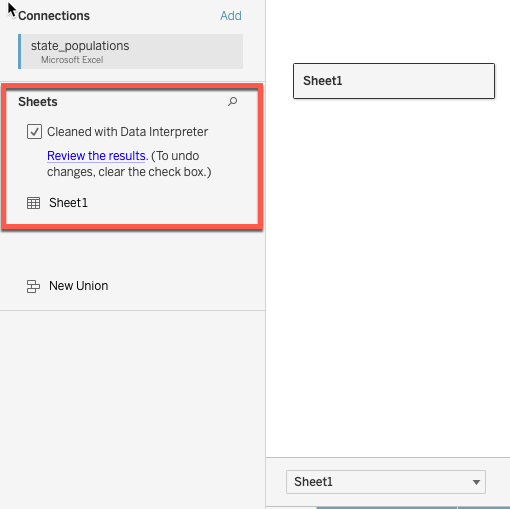 Connections
Add
state_populations
Microsoft Excel
Sheets
Cleaned with Data Interpreter
Review the results. (To undo
changes, clear the check box.)
Sheet1
New Union
Sheet1
Sheet1